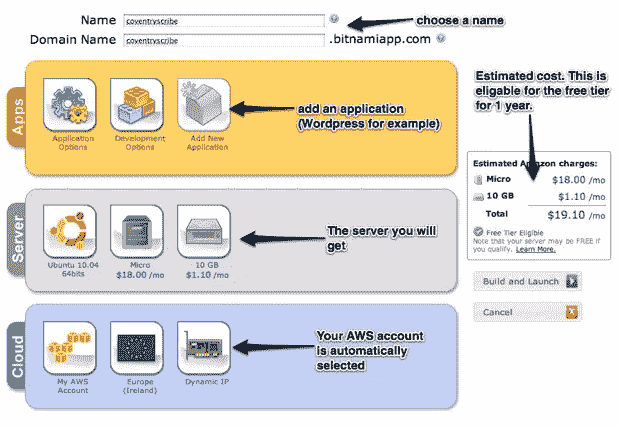 Name coventryscribe choose a name
Domain Name coventryscribe .bitnamiapp.com
Apps
Application
Options
Development
Options
Add New
Application
add an application
(Wordpress for example)
Estimated cost. This is
eligable for the free tier
for 1 year.
Estimated Amazon charges:
Micro $18.00 /mo
10 GB $1.10 /mo
Total $19.10 /mo
Free Tier Eligible
Note that your server may be FREE if
you qualify. Learn More.
Server
Ubuntu 10.04
64bits
Micro
$18.00 /mo
10 GB
$1.10 /mo
The server you will
get
Build and Launch
Cancel
Cloud
My AWS
Account
Europe
(Ireland)
Dynamic IP
Your AWS account
is automatically
selected